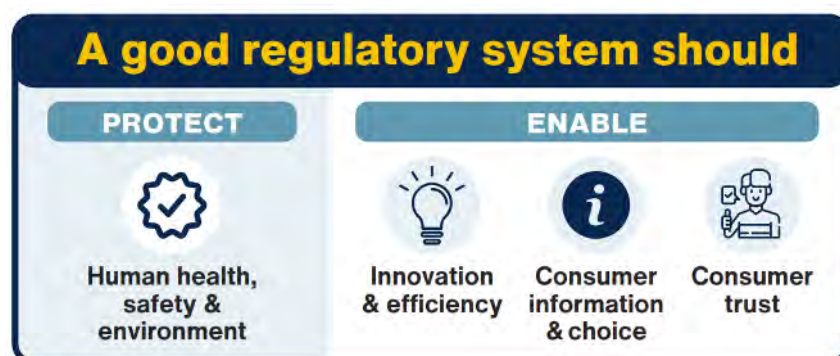 A good regulatory system should
PROTECT
Human health,
safety &
environment
ENABLE
Innovation
& efficiency
i
Consumer
information
& choice
Consumer
trust